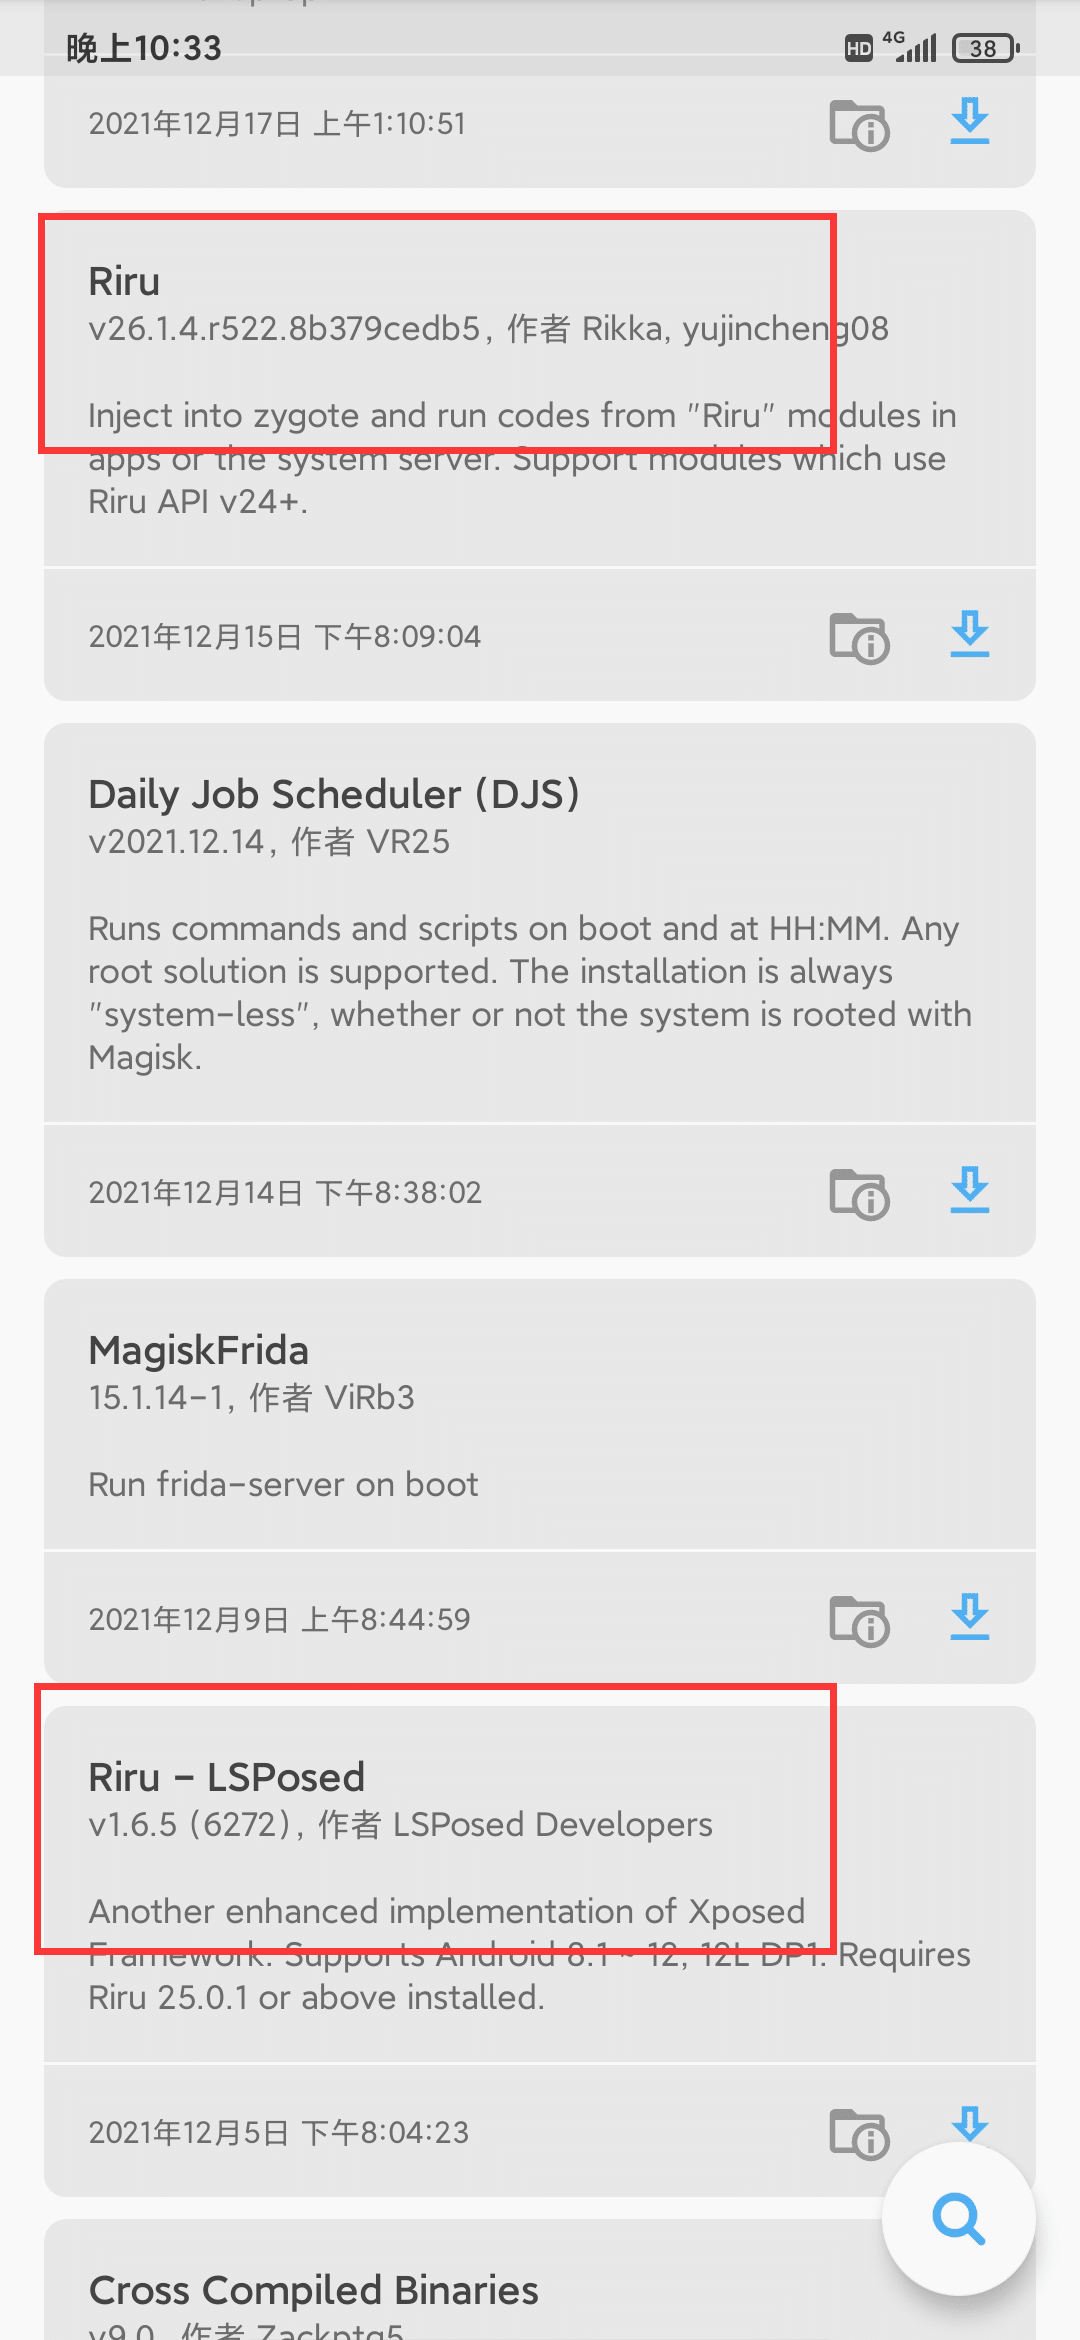 晚上10:33
HD 4G 38
2021年12月17日 上午1:10:51
Riru
v26.1.4.r522.8b379cedb5, 作者 Rikka, yujincheng08
Inject into zygote and run codes from "Riru" modules in
apps or the system server. Support modules which use
Riru API v24+.
2021年12月15日 下午8:09:04
Daily Job Scheduler (DJS)
v2021.12.14, 作者 VR25
Runs commands and scripts on boot and at HH:MM. Any
root solution is supported. The installation is always
"system-less", whether or not the system is rooted with
Magisk.
2021年12月14日 下午8:38:02
MagiskFrida
15.1.14-1, 作者 ViRb3
Run frida-server on boot
2021年12月9日 上午8:44:59
Riru - LSPosed
v1.6.5 (6272), 作者 LSPosed Developers
Another enhanced implementation of Xposed
Framework. Supports Android 8.1 ~ 12, 12L DP1. Requires
Riru 25.0.1 or above installed.
2021年12月5日 下午8:04:23
Cross Compiled Binaries
v9.0, 作者 Zackptg5